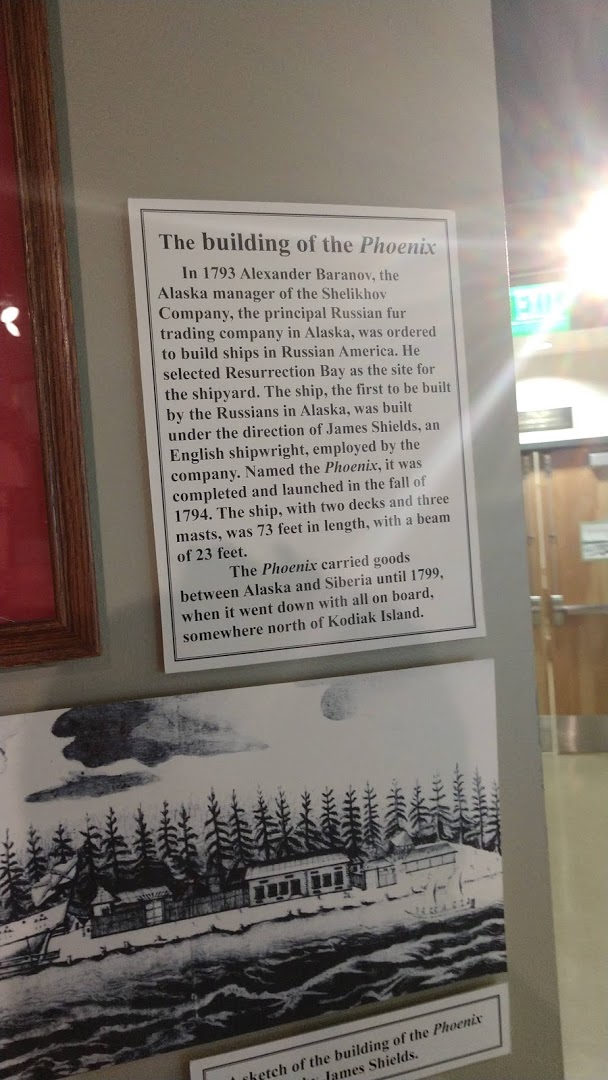 The building of the Phoenix
In 1793 Alexander Baranov, the
Alaska manager of the Shelikhov
Company, the principal Russian fur
trading company in Alaska, was ordered
to build ships in Russian America. He
selected Resurrection Bay as the site for
the shipyard. The ship, the first to be built
by the Russians in Alaska, was built
under the direction of James Shields, an
English shipwright, employed by the
company. Named the Phoenix, it was
completed and launched in the fall of
1794. The ship, with two decks and three
masts, was 73 feet in length, with a beam
of 23 feet.
The Phoenix carried goods
between Alaska and Siberia until 1799,
when it went down with all on board,
somewhere north of Kodiak Island.
A sketch of the building of the Phoenix
by James Shields.